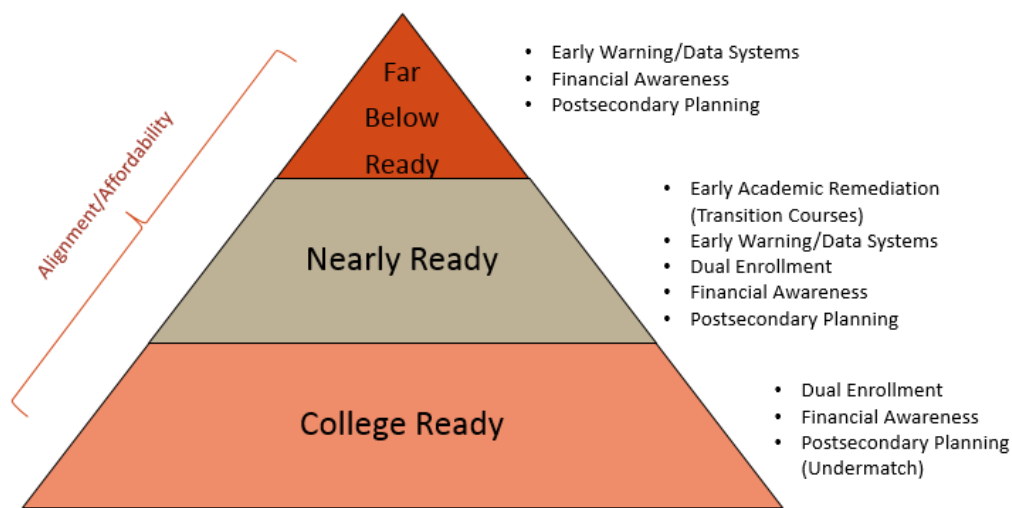 Alignment/Affordability
Far
Below
Ready
• Early Warning/Data Systems
• Financial Awareness
• Postsecondary Planning
Nearly Ready
• Early Academic Remediation
(Transition Courses)
• Early Warning/Data Systems
• Dual Enrollment
• Financial Awareness
• Postsecondary Planning
College Ready
• Dual Enrollment
• Financial Awareness
• Postsecondary Planning
(Undermatch)